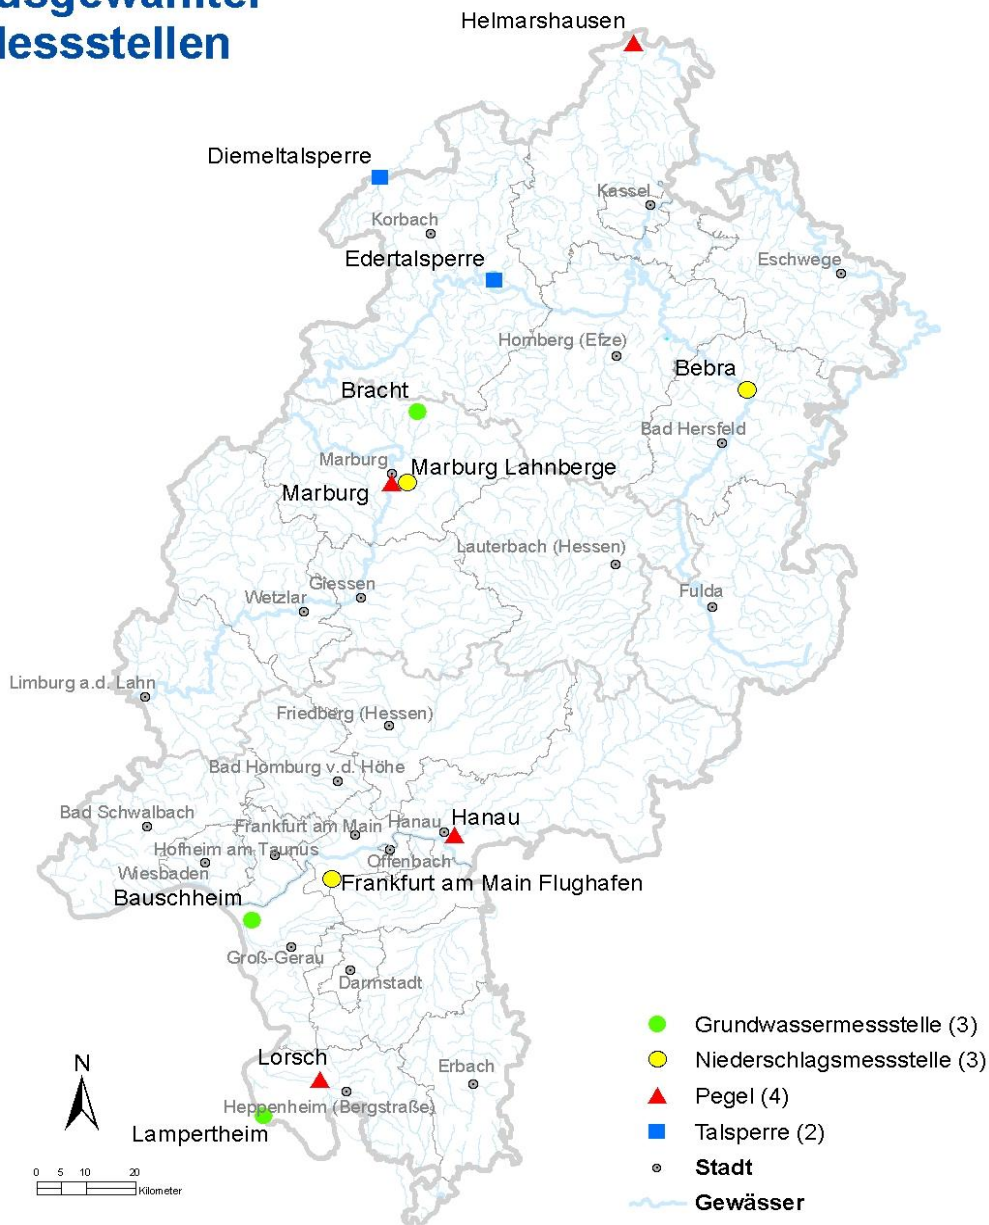 usgewählter
essstellen
Helmarshausen
Diemeltalsperre
Kassel
Korbach
Edertalsperre
Eschwege
Homberg (Efze)
Bebra
Bracht
Bad Hersfeld
Marburg
Marburg Lahnberge
Marburg
Lauterbach (Hessen)
Giessen
Wetzlar
Fulda
Limburg a.d. Lahn
Friedberg (Hessen)
Bad Homburg v.d. Höhe
Bad Schwalbach
Hanau
Hanau
Frankfurt am Main
Hofheim am Taunus
Offenbach
Wiesbaden
Frankfurt am Main Flughafen
Bauschheim
Groß-Gerau
Darmstadt
Lorsch
Erbach
Heppenheim (Bergstraße)
Lampertheim
N
0 5 10 20
Kilometer
Grundwassermessstelle (3)
Niederschlagsmessstelle (3)
Pegel (4)
Talsperre (2)
Stadt
Gewässer